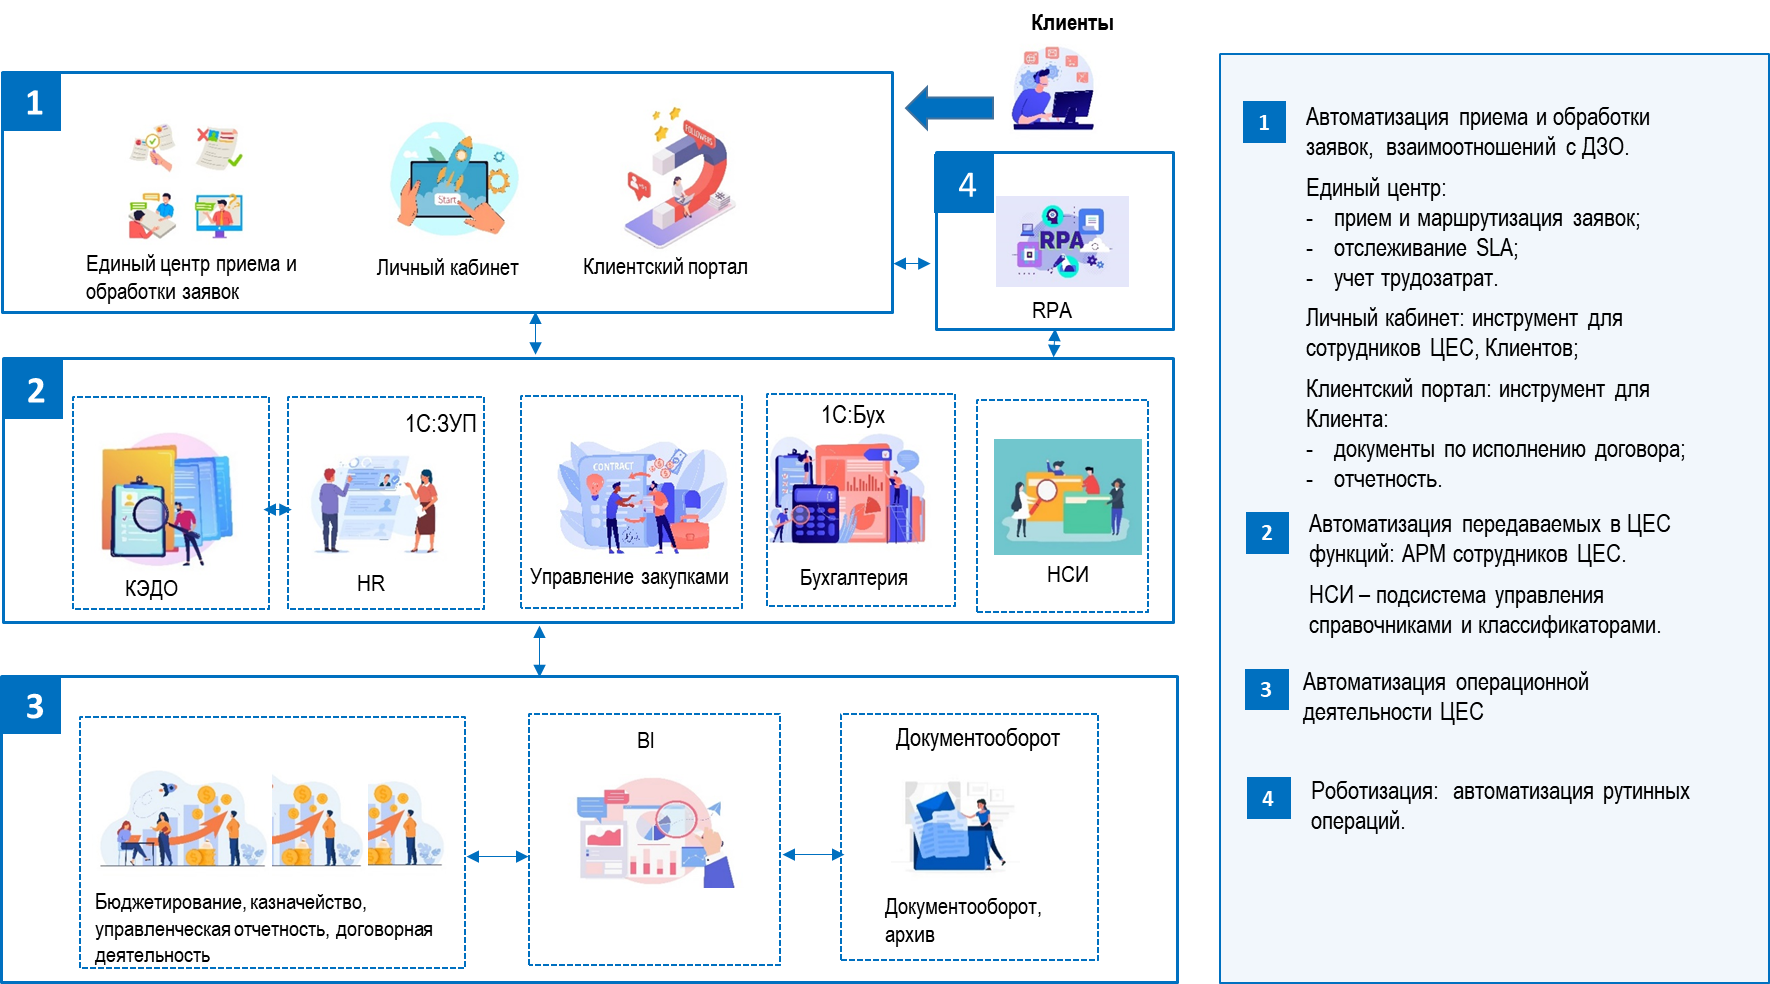 Клиенты
1
FOLLOWERS
Start
Единый центр приема и
обработки заявок
Личный кабинет
Клиентский портал
4
RPA
RPA
2
1С:ЗУП
1С:Бух
CONTRACT
КЭДО
HR
Управление закупками
Бухгалтерия
НСИ
3
BI
Документооборот
Бюджетирование, казначейство,
управленческая отчетность, договорная
деятельность
Документооборот,
архив
1
Автоматизация приема и обработки
заявок, взаимоотношений с ДЗО.
Единый центр:
- прием и маршрутизация заявок;
- отслеживание SLA;
- учет трудозатрат.
Личный кабинет: инструмент для
сотрудников ЦЕС, Клиентов;
Клиентский портал: инструмент для
Клиента:
- документы по исполнению договора;
- отчетность.
2
Автоматизация передаваемых в ЦЕС
функций: АРМ сотрудников ЦЕС.
НСИ – подсистема управления
справочниками и классификаторами.
3
Автоматизация операционной
деятельности ЦЕС
4
Роботизация: автоматизация рутинных
операций.